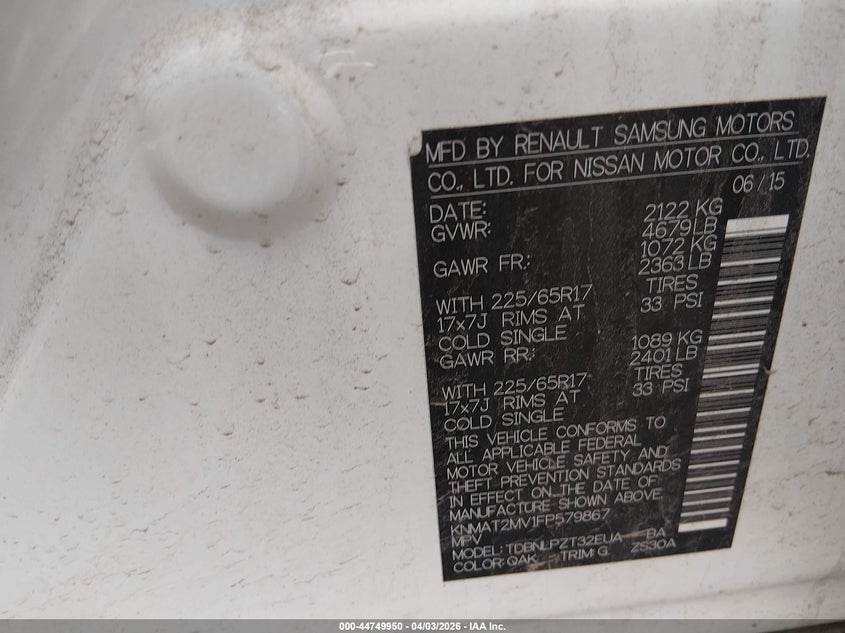 MFD BY RENAULT SAMSUNG MOTORS
CO., LTD. FOR NISSAN MOTOR CO., LTD.
DATE: 06/15
GVWR: 2122 KG
4679 LB
GAWR FR: 1072 KG
2363 LB
WITH 225/65R17 TIRES
17x7J RIMS AT 33 PSI
COLD SINGLE
GAWR RR: 1089 KG
2401 LB
WITH 225/65R17 TIRES
17x7J RIMS AT 33 PSI
COLD SINGLE
THIS VEHICLE CONFORMS TO
ALL APPLICABLE FEDERAL
MOTOR VEHICLE SAFETY AND
THEFT PREVENTION STANDARDS
IN EFFECT ON THE DATE OF
MANUFACTURE SHOWN ABOVE
KNMAT2MV1FP579867
MPV
MODEL: TDBNLPZT32EUA BA
COLOR: QAK TRIM: G ZS30A
000-44749950 - 04/03/2026 - IAA Inc.